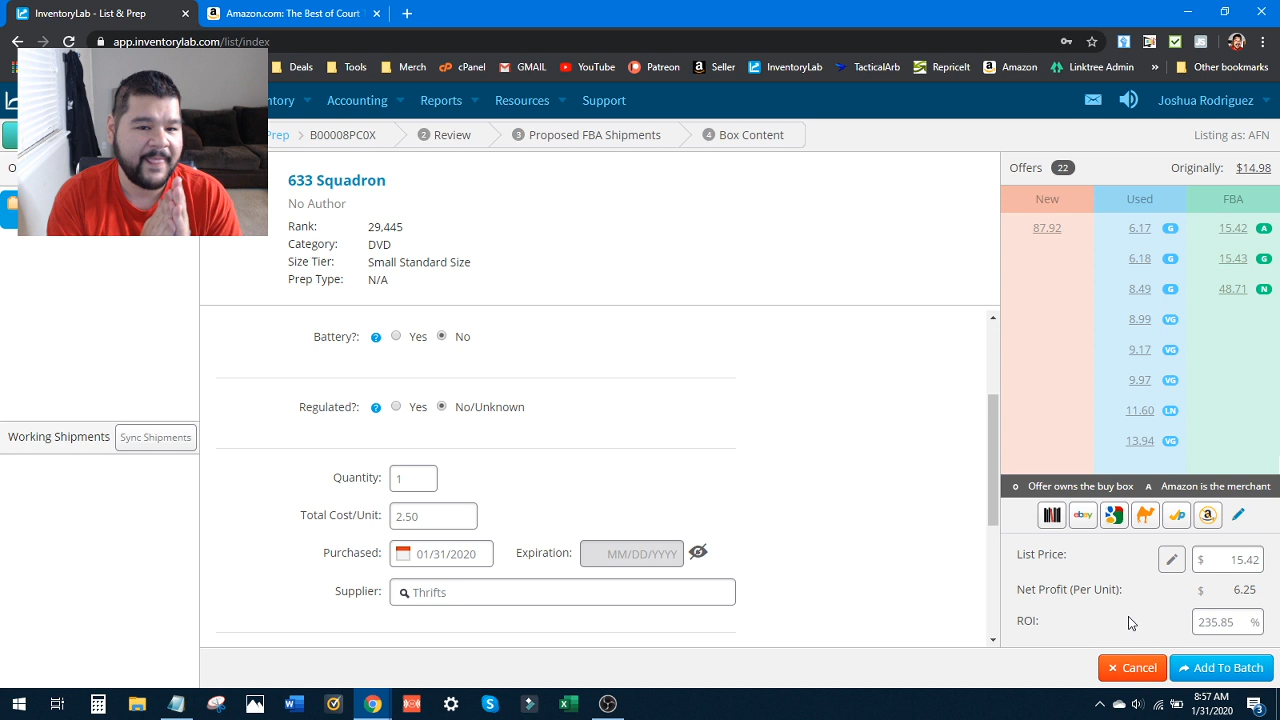 InventoryLab - List
Amazon.com: The Count of
app.inventorylab.com/list/index
Deals
Tools
Merch
cPanel
GMAIL
YouTube
Patreon
Seller
InventoryLab
TacticalArb
RepricerIt
Amazon
Linktree Admin
»
Other bookmarks
ntory
Accounting
Reports
Resources
Support
Joshua Rodriguez
Prep
B00008PC0X
2 Review
3 Proposed FBA Shipments
4 Box Content
Listing as: AFN
633 Squadron
No Author
Rank: 29,445
Category: DVD
Size Tier: Small Standard Size
Prep Type: N/A
Offers 22
Originally: $14.98
New Used FBA
87.92 6.17 G 15.42 A
6.18 G 15.43 G
8.49 G 48.71 N
8.99 VG
9.17 VG
9.97 VG
11.60 LN
13.94 VG
Battery?: ? Yes No
Regulated?: ? Yes No/Unknown
Working Shipments Sync Shipments
Quantity: 1
Total Cost/Unit: 2.50
Purchased: 01/31/2020 Expiration: MM/DD/YYYY
Supplier: Thrifts
O Offer owns the buy box A Amazon is the merchant
ebay
List Price: $ 15.42
Net Profit (Per Unit): $ 6.25
ROI: 235.85 %
Cancel
Add To Batch
8:57 AM
1/31/2020